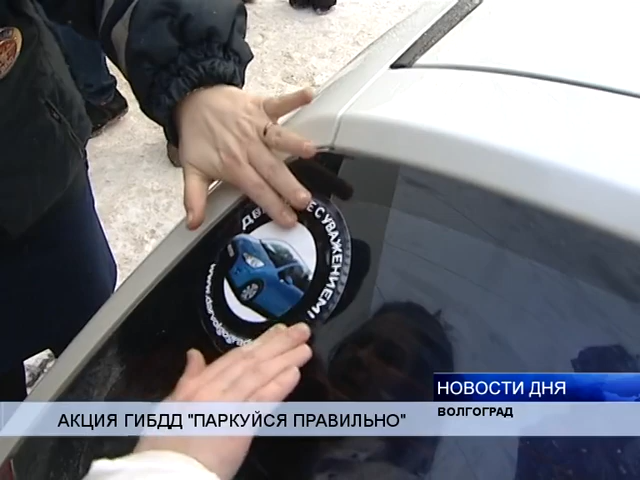 С УВАЖЕНИЕМ!
НОВОСТИ ДНЯ
ВОЛГОГРАД
АКЦИЯ ГИБДД "ПАРКУЙСЯ ПРАВИЛЬНО"